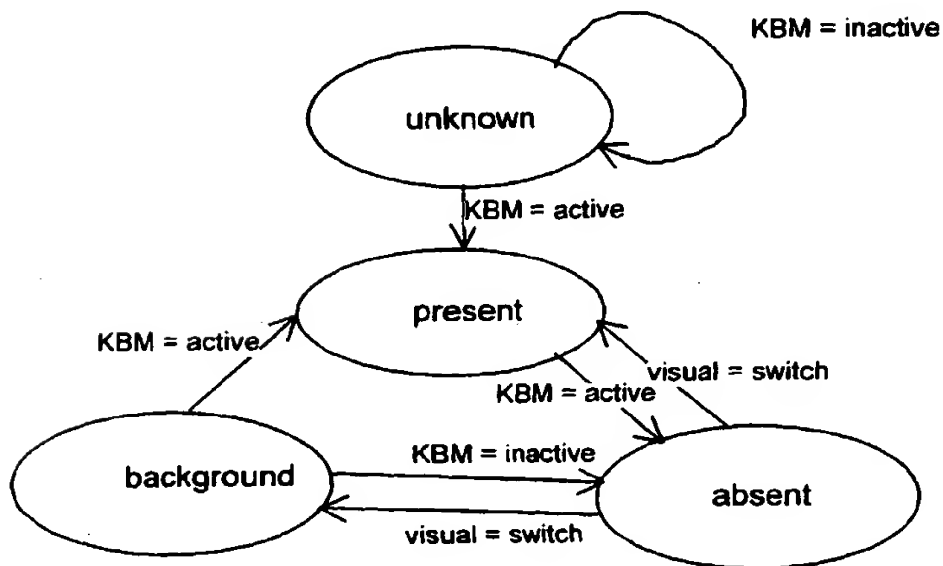 KBM = inactive
unknown
KBM = active
present
KBM = active
visual = switch
KBM = active
KBM = inactive
background
absent
visual = switch